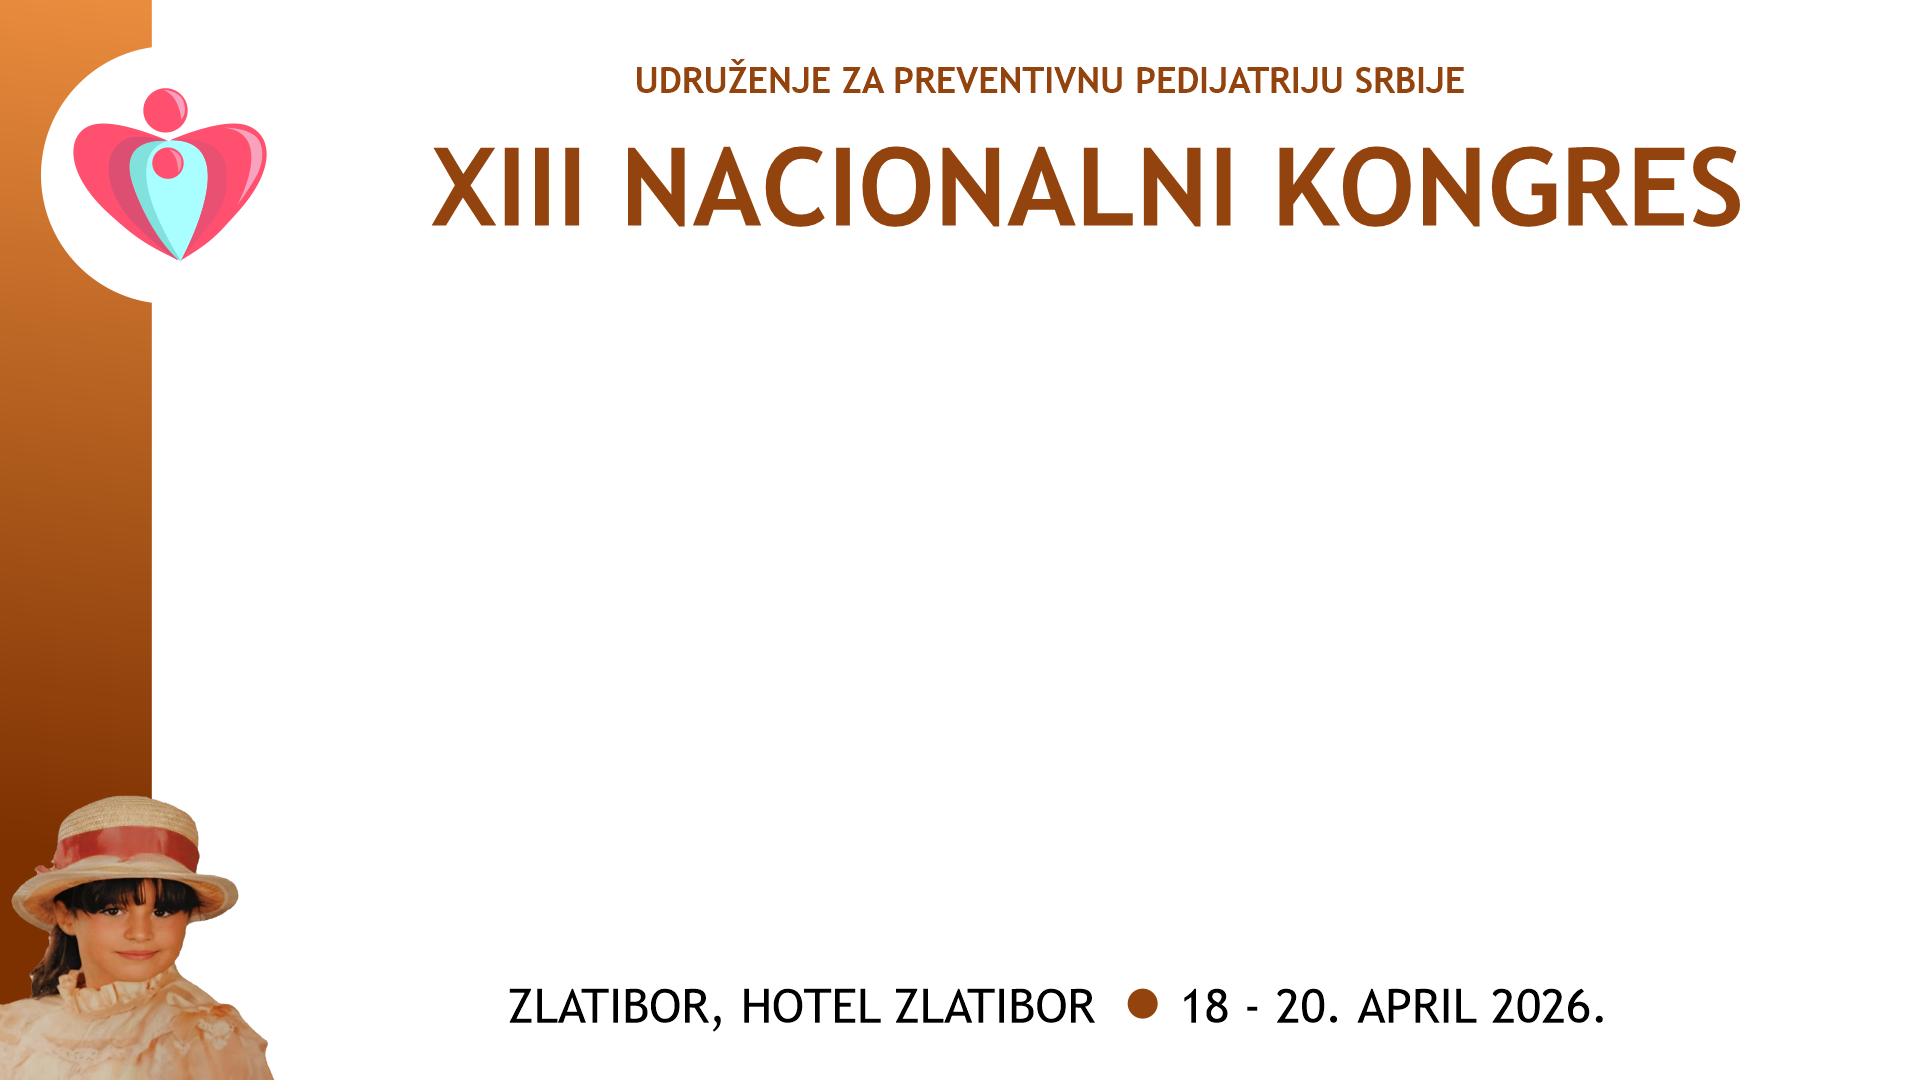 UDRUŽENJE ZA PREVENTIVNU PEDIJATRIJU SRBIJE
XIII NACIONALNI KONGRES
ZLATIBOR, HOTEL ZLATIBOR ● 18 - 20. APRIL 2026.